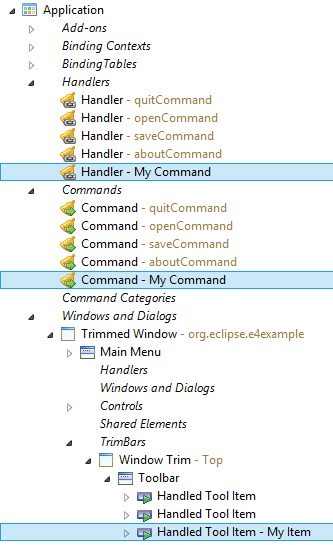 Application
Add-ons
Binding Contexts
BindingTables
Handlers
Handler - quitCommand
Handler - openCommand
Handler - saveCommand
Handler - aboutCommand
Handler - My Command
Commands
Command - quitCommand
Command - openCommand
Command - saveCommand
Command - aboutCommand
Command - My Command
Command Categories
Windows and Dialogs
Trimmed Window - org.eclipse.e4example
Main Menu
Handlers
Windows and Dialogs
Controls
Shared Elements
TrimBars
Window Trim - Top
Toolbar
Handled Tool Item
Handled Tool Item
Handled Tool Item - My Item